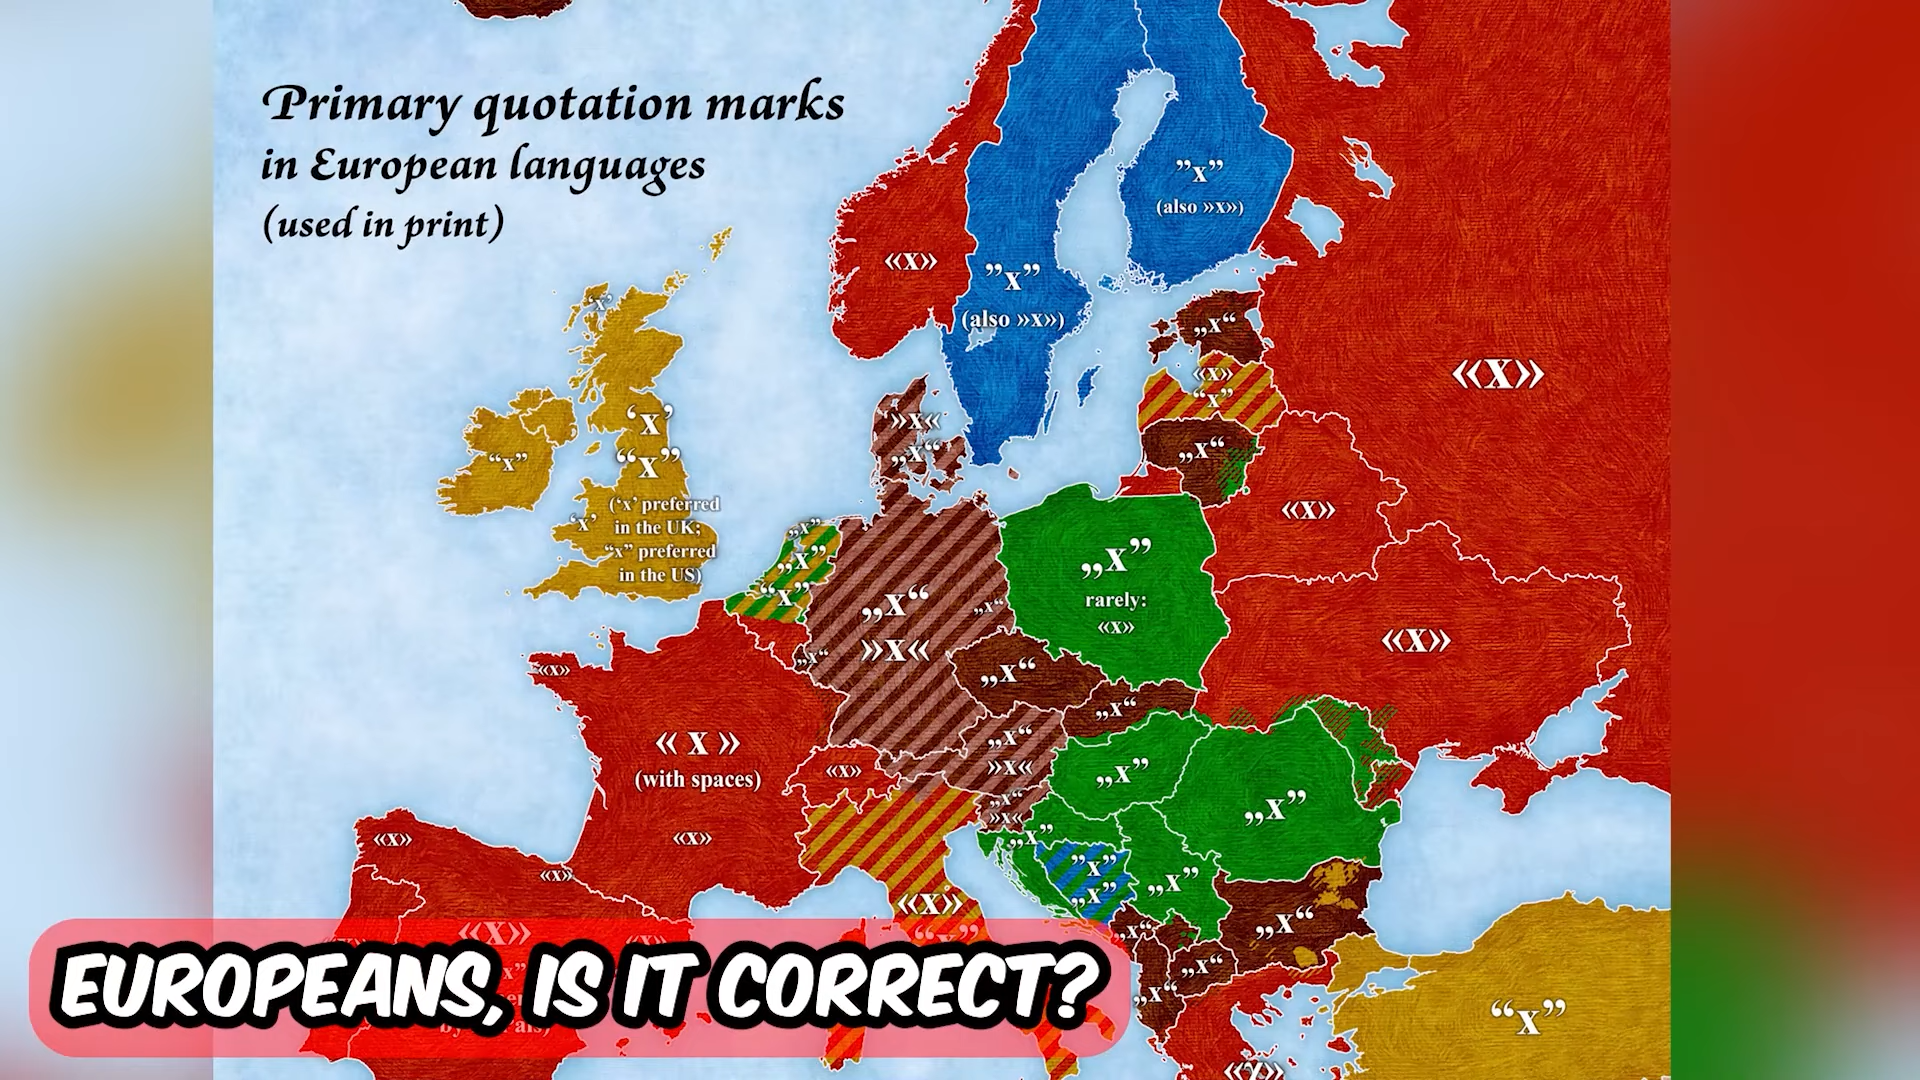 Primary quotation marks
in European languages
(used in print)
”x”
(also »x»)
«x»
”x”
(also »x»)
„x“
«x»
“x”
«x»
‘x’
‘x’
“x”
“x”
‘x’
(‘x’ preferred
in the UK;
“x” preferred
in the US)
»x«
„x“
„x“
«x»
„x”
„x”
“x”
„x“
»x«
„x“
„x“
„x”
rarely:
«x»
«x»
„x“
„x“
«x»
« x »
(with spaces)
«x»
«x»
„x“
»x«
„x“
»x«
„x”
„x”
„x”
”x”
„x”
„x”
«x»
«x»
«x»
“x”
„x“
„x“
„x“
„x“
“x”
«x»
«x»
EUROPEANS, IS IT CORRECT?